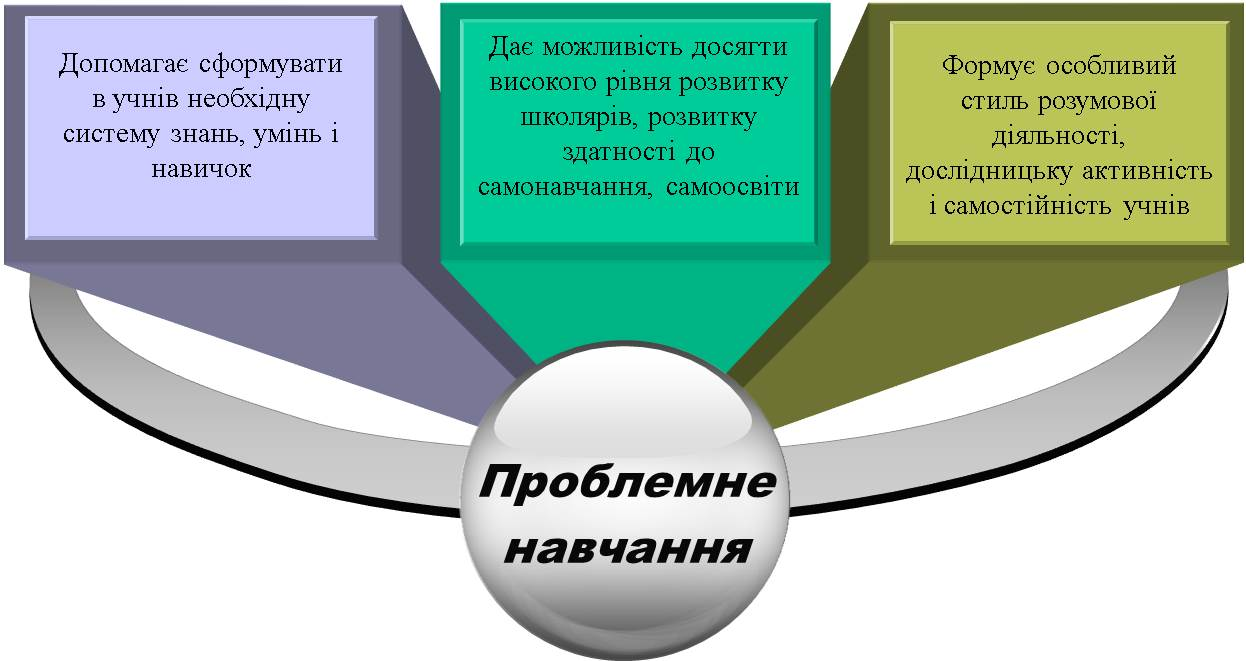 Допомагає сформувати
в учнів необхідну
систему знань, умінь і
навичок
Дає можливість досягти
високого рівня розвитку
школярів, розвитку
здатності до
самонавчання, самоосвіти
Формує особливий
стиль розумової
діяльності,
дослідницьку активність
і самостійність учнів
Проблемне
навчання